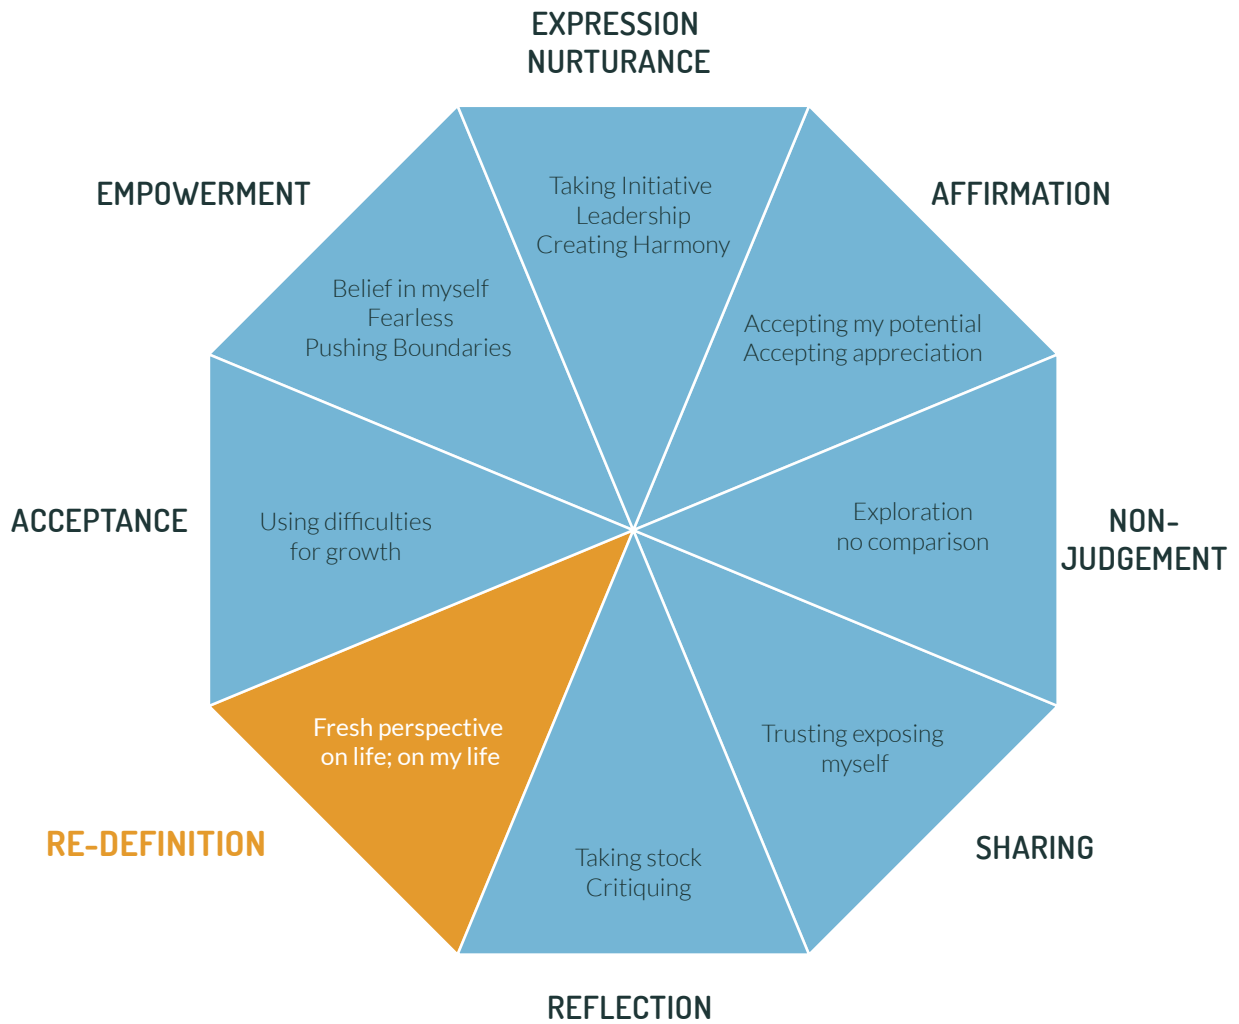 EXPRESSION
NURTURANCE
EMPOWERMENT
AFFIRMATION
Taking Initiative
Leadership
Creating Harmony
Belief in myself
Fearless
Pushing Boundaries
Accepting my potential
Accepting appreciation
ACCEPTANCE
Using difficulties
for growth
Exploration
no comparison
NON-
JUDGEMENT
Fresh perspective
on life; on my life
Trusting exposing
myself
RE-DEFINITION
Taking stock
Critiquing
SHARING
REFLECTION